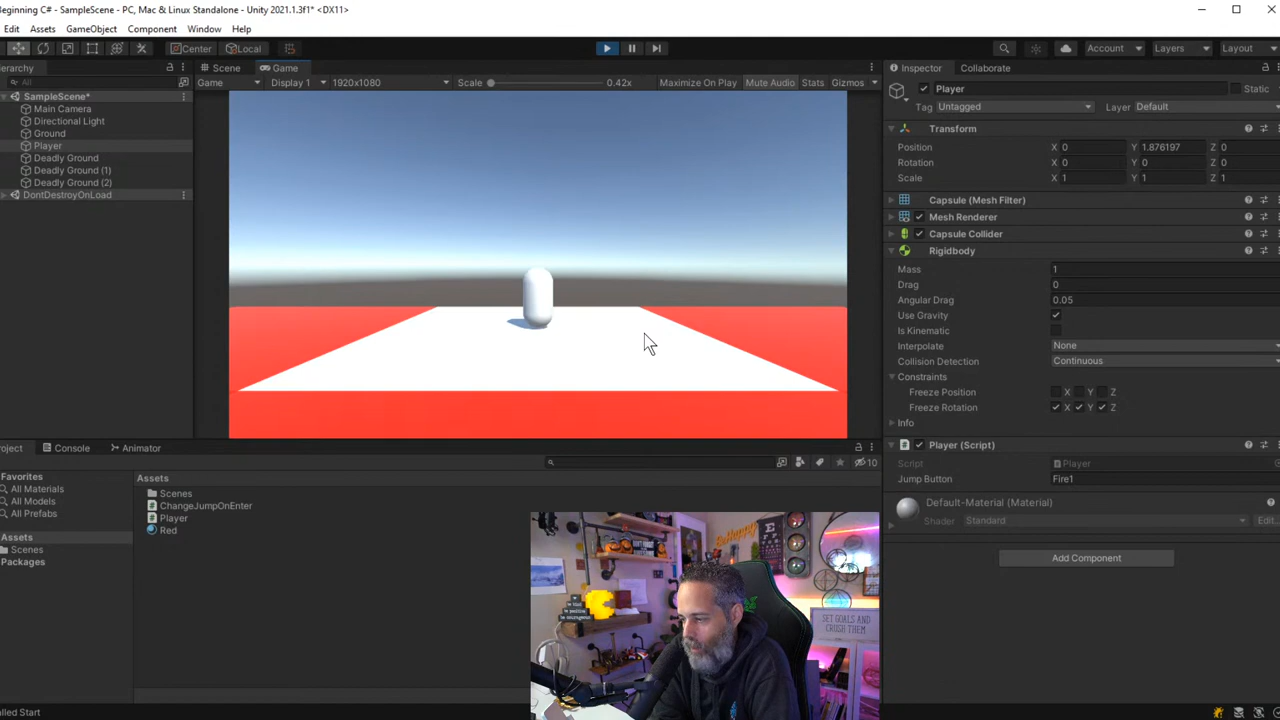 Beginning C# - SampleScene - PC, Mac & Linux Standalone - Unity 2021.1.3f1* <DX11>
Edit Assets GameObject Component Window Help
Center Local Account Layers Layout
Hierarchy Scene Game Inspector Collaborate
All Game Display 1 1920x1080 Scale 0.42x Maximize On Play Mute Audio Stats Gizmos
SampleScene*
Main Camera
Directional Light
Ground
Player
Deadly Ground
Deadly Ground (1)
Deadly Ground (2)
DontDestroyOnLoad
Player Static
Tag Untagged Layer Default
Transform
Position X 0 Y 1.876197 Z 0
Rotation X 0 Y 0 Z 0
Scale X 1 Y 1 Z 1
Capsule (Mesh Filter)
Mesh Renderer
Capsule Collider
Rigidbody
Mass 1
Drag 0
Angular Drag 0.05
Use Gravity
Is Kinematic
Interpolate None
Collision Detection Continuous
Constraints
Freeze Position X Y Z
Freeze Rotation X Y Z
Info
Player (Script)
Script Player
Jump Button Fire1
Default-Material (Material)
Shader Standard Edit...
Add Component
Project Console Animator
10
Favorites
All Materials
All Models
All Prefabs
Assets
Scenes
Packages
Assets
Scenes
ChangeJumpOnEnter
Player
Red
Be Happy
SET GOALS AND
CRUSH THEM
alled Start